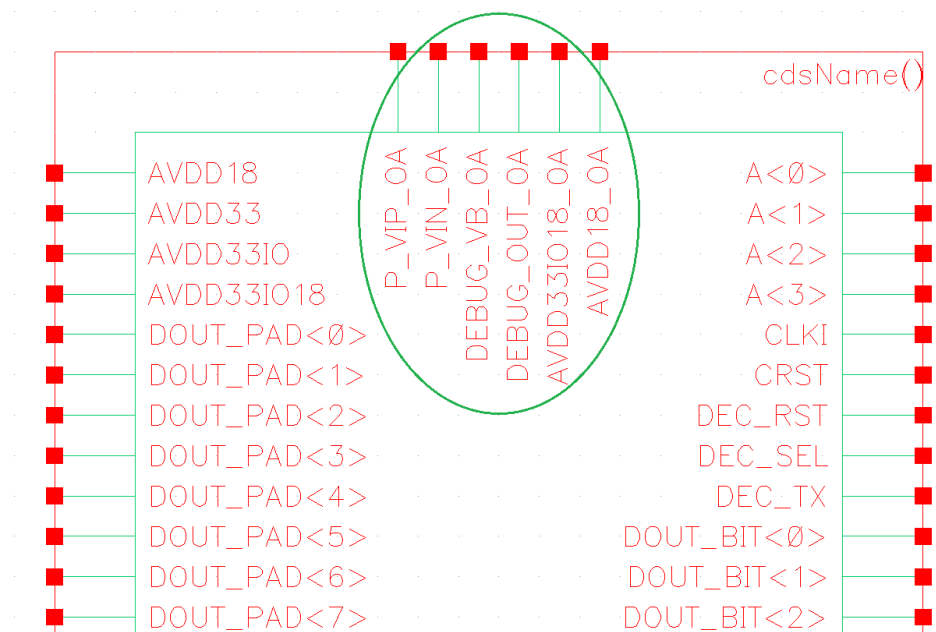 cdsName()
P_VIP_OA
P_VIN_OA
DEBUG_VB_OA
DEBUG_OUT_OA
AVDD33IO18_OA
AVDD18_OA
AVDD18
AVDD33
AVDD33IO
AVDD33IO18
DOUT_PAD<0>
DOUT_PAD<1>
DOUT_PAD<2>
DOUT_PAD<3>
DOUT_PAD<4>
DOUT_PAD<5>
DOUT_PAD<6>
DOUT_PAD<7>
A<0>
A<1>
A<2>
A<3>
CLKI
CRST
DEC_RST
DEC_SEL
DEC_TX
DOUT_BIT<0>
DOUT_BIT<1>
DOUT_BIT<2>